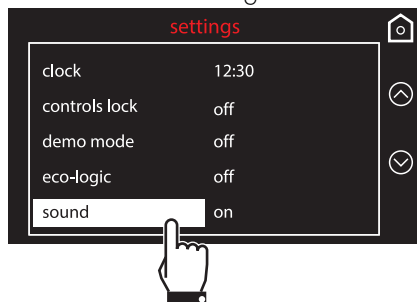 settings
clock 12:30
controls lock off
demo mode off
eco-logic off
sound on